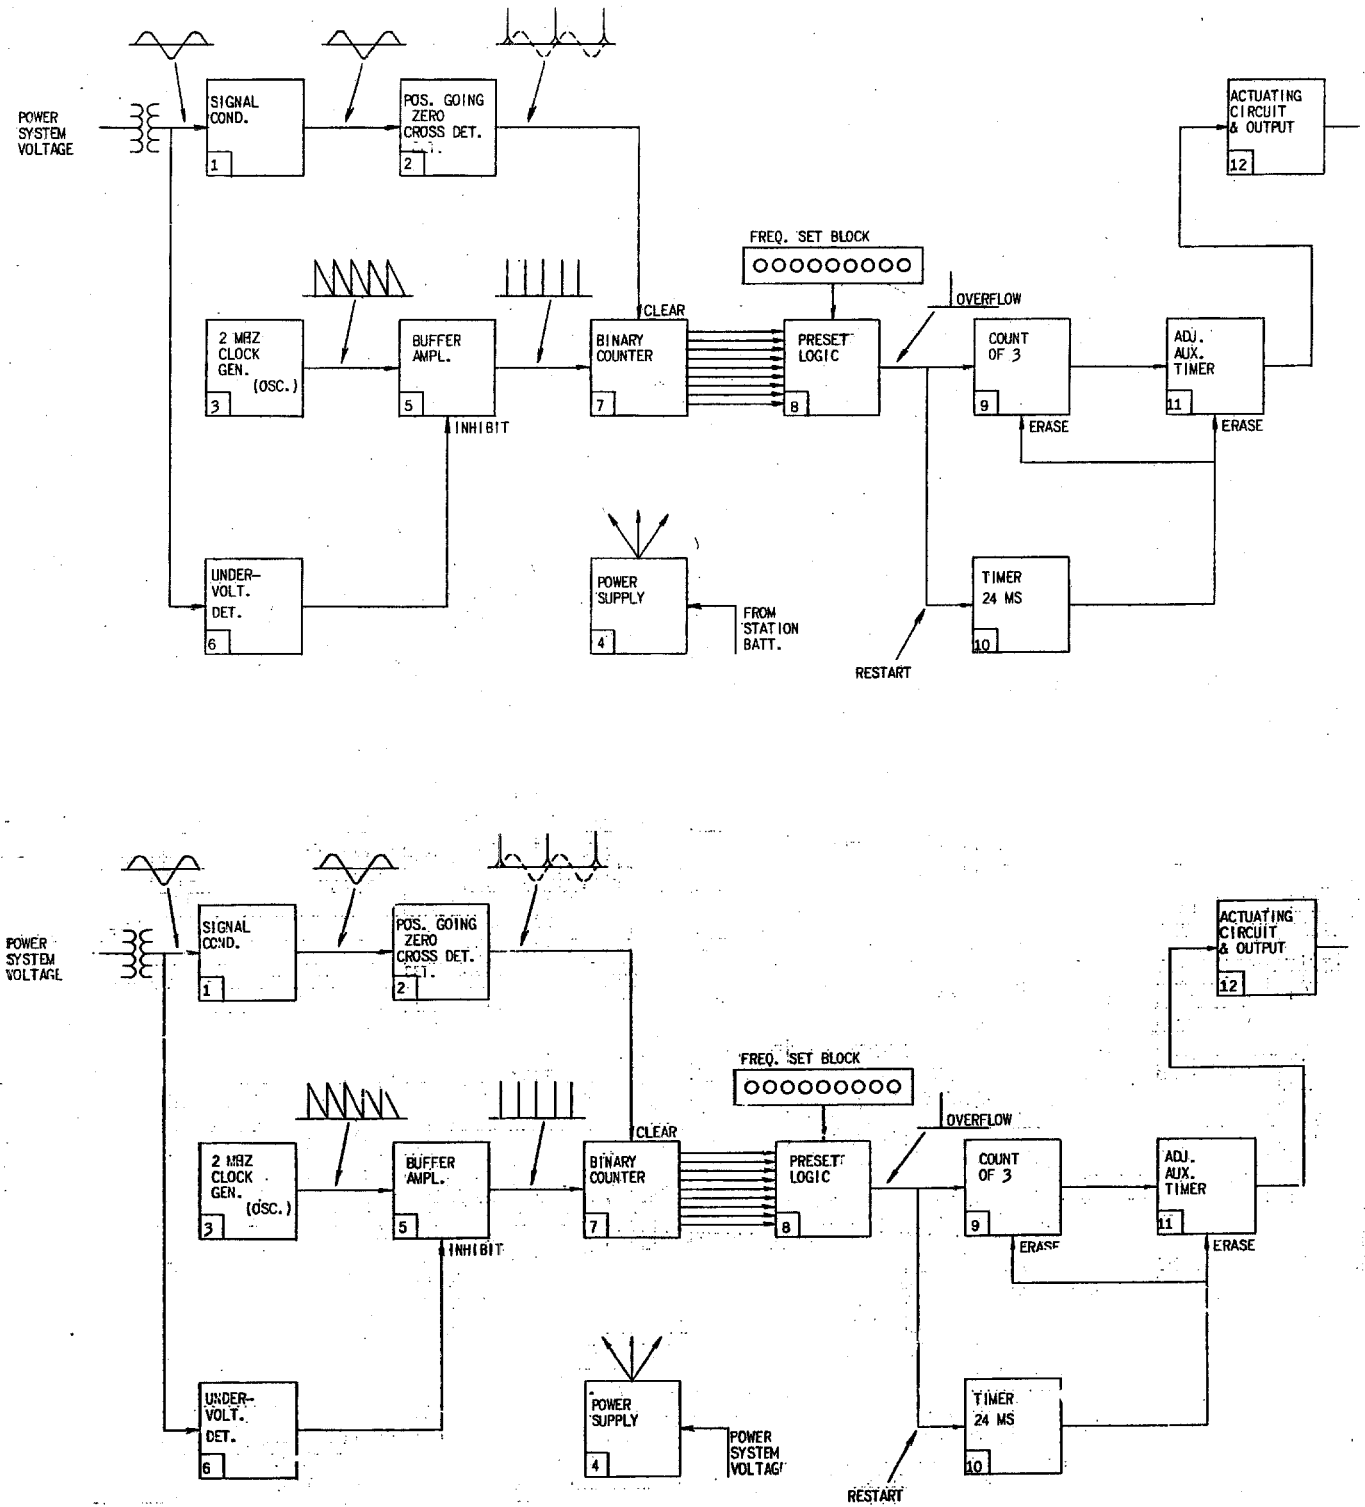 POWER
SYSTEM
VOLTAGE
SIGNAL
COND.
1
POS. GOING
ZERO
CROSS DET.
2
ACTUATING
CIRCUIT
& OUTPUT
12
FREQ. SET BLOCK
2 MHZ
CLOCK
GEN.
(OSC.)
3
BUFFER
AMPL.
5
INHIBIT
CLEAR
BINARY
COUNTER
7
PRESET
LOGIC
8
OVERFLOW
COUNT
OF 3
9
ERASE
ADJ.
AUX.
TIMER
11
ERASE
UNDER-
VOLT.
DET.
6
POWER
SUPPLY
4
FROM
STATION
BATT.
TIMER
24 MS
10
RESTART
POWER
SYSTEM
VOLTAGE
SIGNAL
COND.
1
POS. GOING
ZERO
CROSS DET.
2
ACTUATING
CIRCUIT
& OUTPUT
12
FREQ. SET BLOCK
2 MHZ
CLOCK
GEN.
(OSC.)
3
BUFFER
AMPL.
5
INHIBIT
CLEAR
BINARY
COUNTER
7
PRESET
LOGIC
8
OVERFLOW
COUNT
OF 3
9
ERASE
ADJ.
AUX.
TIMER
11
ERASE
UNDER-
VOLT.
DET.
6
POWER
SUPPLY
4
POWER
SYSTEM
VOLTAGE
TIMER
24 MS
10
RESTART